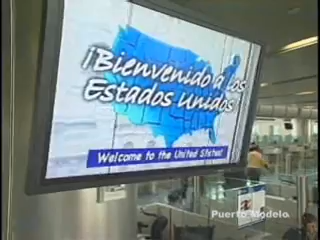 ¡Bienvenido a los
Estados Unidos
Welcome to the United States!
Puerto Modelo